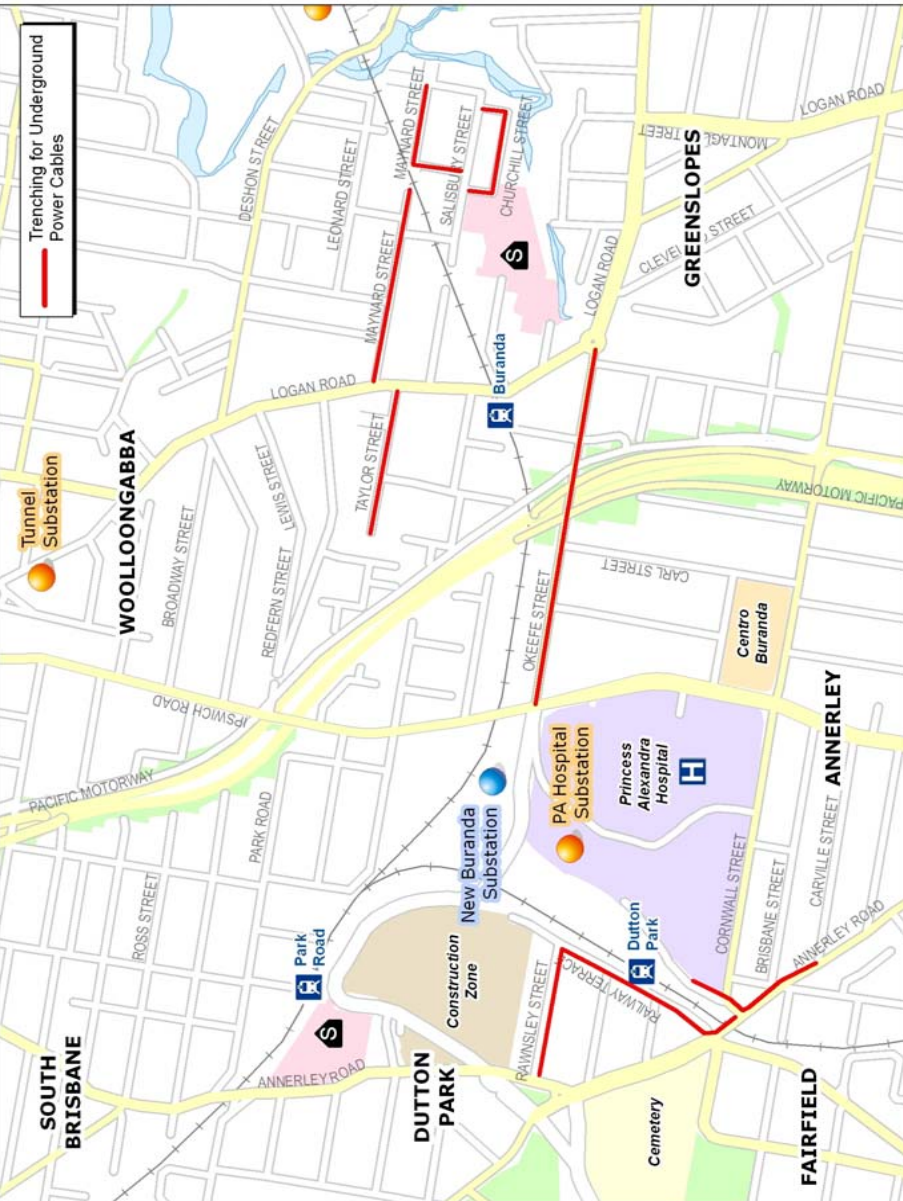 Trenching for Underground
Power Cables
SOUTH
BRISBANE
ANNERLEY ROAD
S
Park
Road
ROSS STREET
PARK ROAD
PACIFIC MOTORWAY
IPSWICH ROAD
Tunnel
Substation
WOOLLOONGABBA
BROADWAY STREET
REDFERN STREET
LEWIS STREET
LOGAN ROAD
DESHON STREET
LEONARD STREET
MAYNARD STREET
MAYNARD STREET
SALISBURY STREET
CHURCHILL STREET
S
TAYLOR STREET
Buranda
LOGAN ROAD
CLEVELAND STREET
GREENSLOPES
LOGAN ROAD
DUTTON
PARK
Construction
Zone
New Buranda
Substation
OKEEFE STREET
PA Hospital
Substation
Princess
Alexandra
Hospital
H
CARL STREET
Centro
Buranda
PACIFIC MOTORWAY
RAWNSLEY STREET
RAILWAY TERRACE
Dutton
Park
CORNWALL STREET
BRISBANE STREET
CARVILLE STREET
ANNERLEY ROAD
ANNERLEY
Cemetery
FAIRFIELD